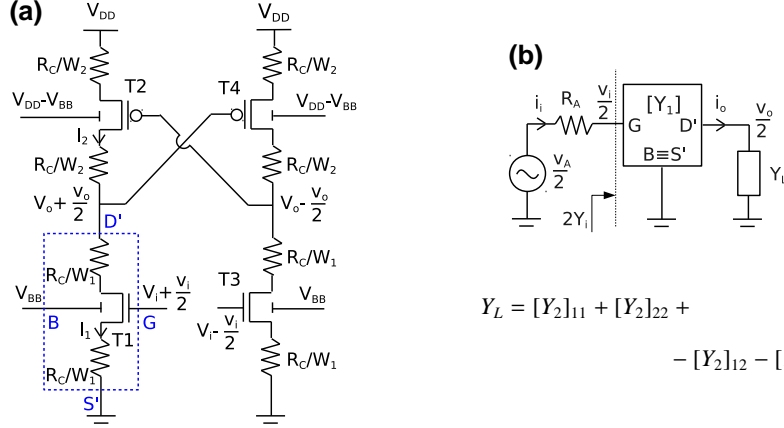 (a)
V_DD V_DD
R_C/W_2 R_C/W_2
T2 T4
V_DD-V_BB V_DD-V_BB
I_2
R_C/W_2 R_C/W_2
V_o+ v_o/2 V_o- v_o/2
D'
R_C/W_1 R_C/W_1
T3
V_BB V_i+ v_i/2 V_BB
B G
I_1 T1 V_i- v_i/2
R_C/W_1 R_C/W_1
S'
(b)
i_i R_A v_i/2 [Y_1] i_o v_o/2
G D'
B≡S'
v_A/2
2Y_i
Y_L = [Y_2]_11 + [Y_2]_22 +
- [Y_2]_12 - [